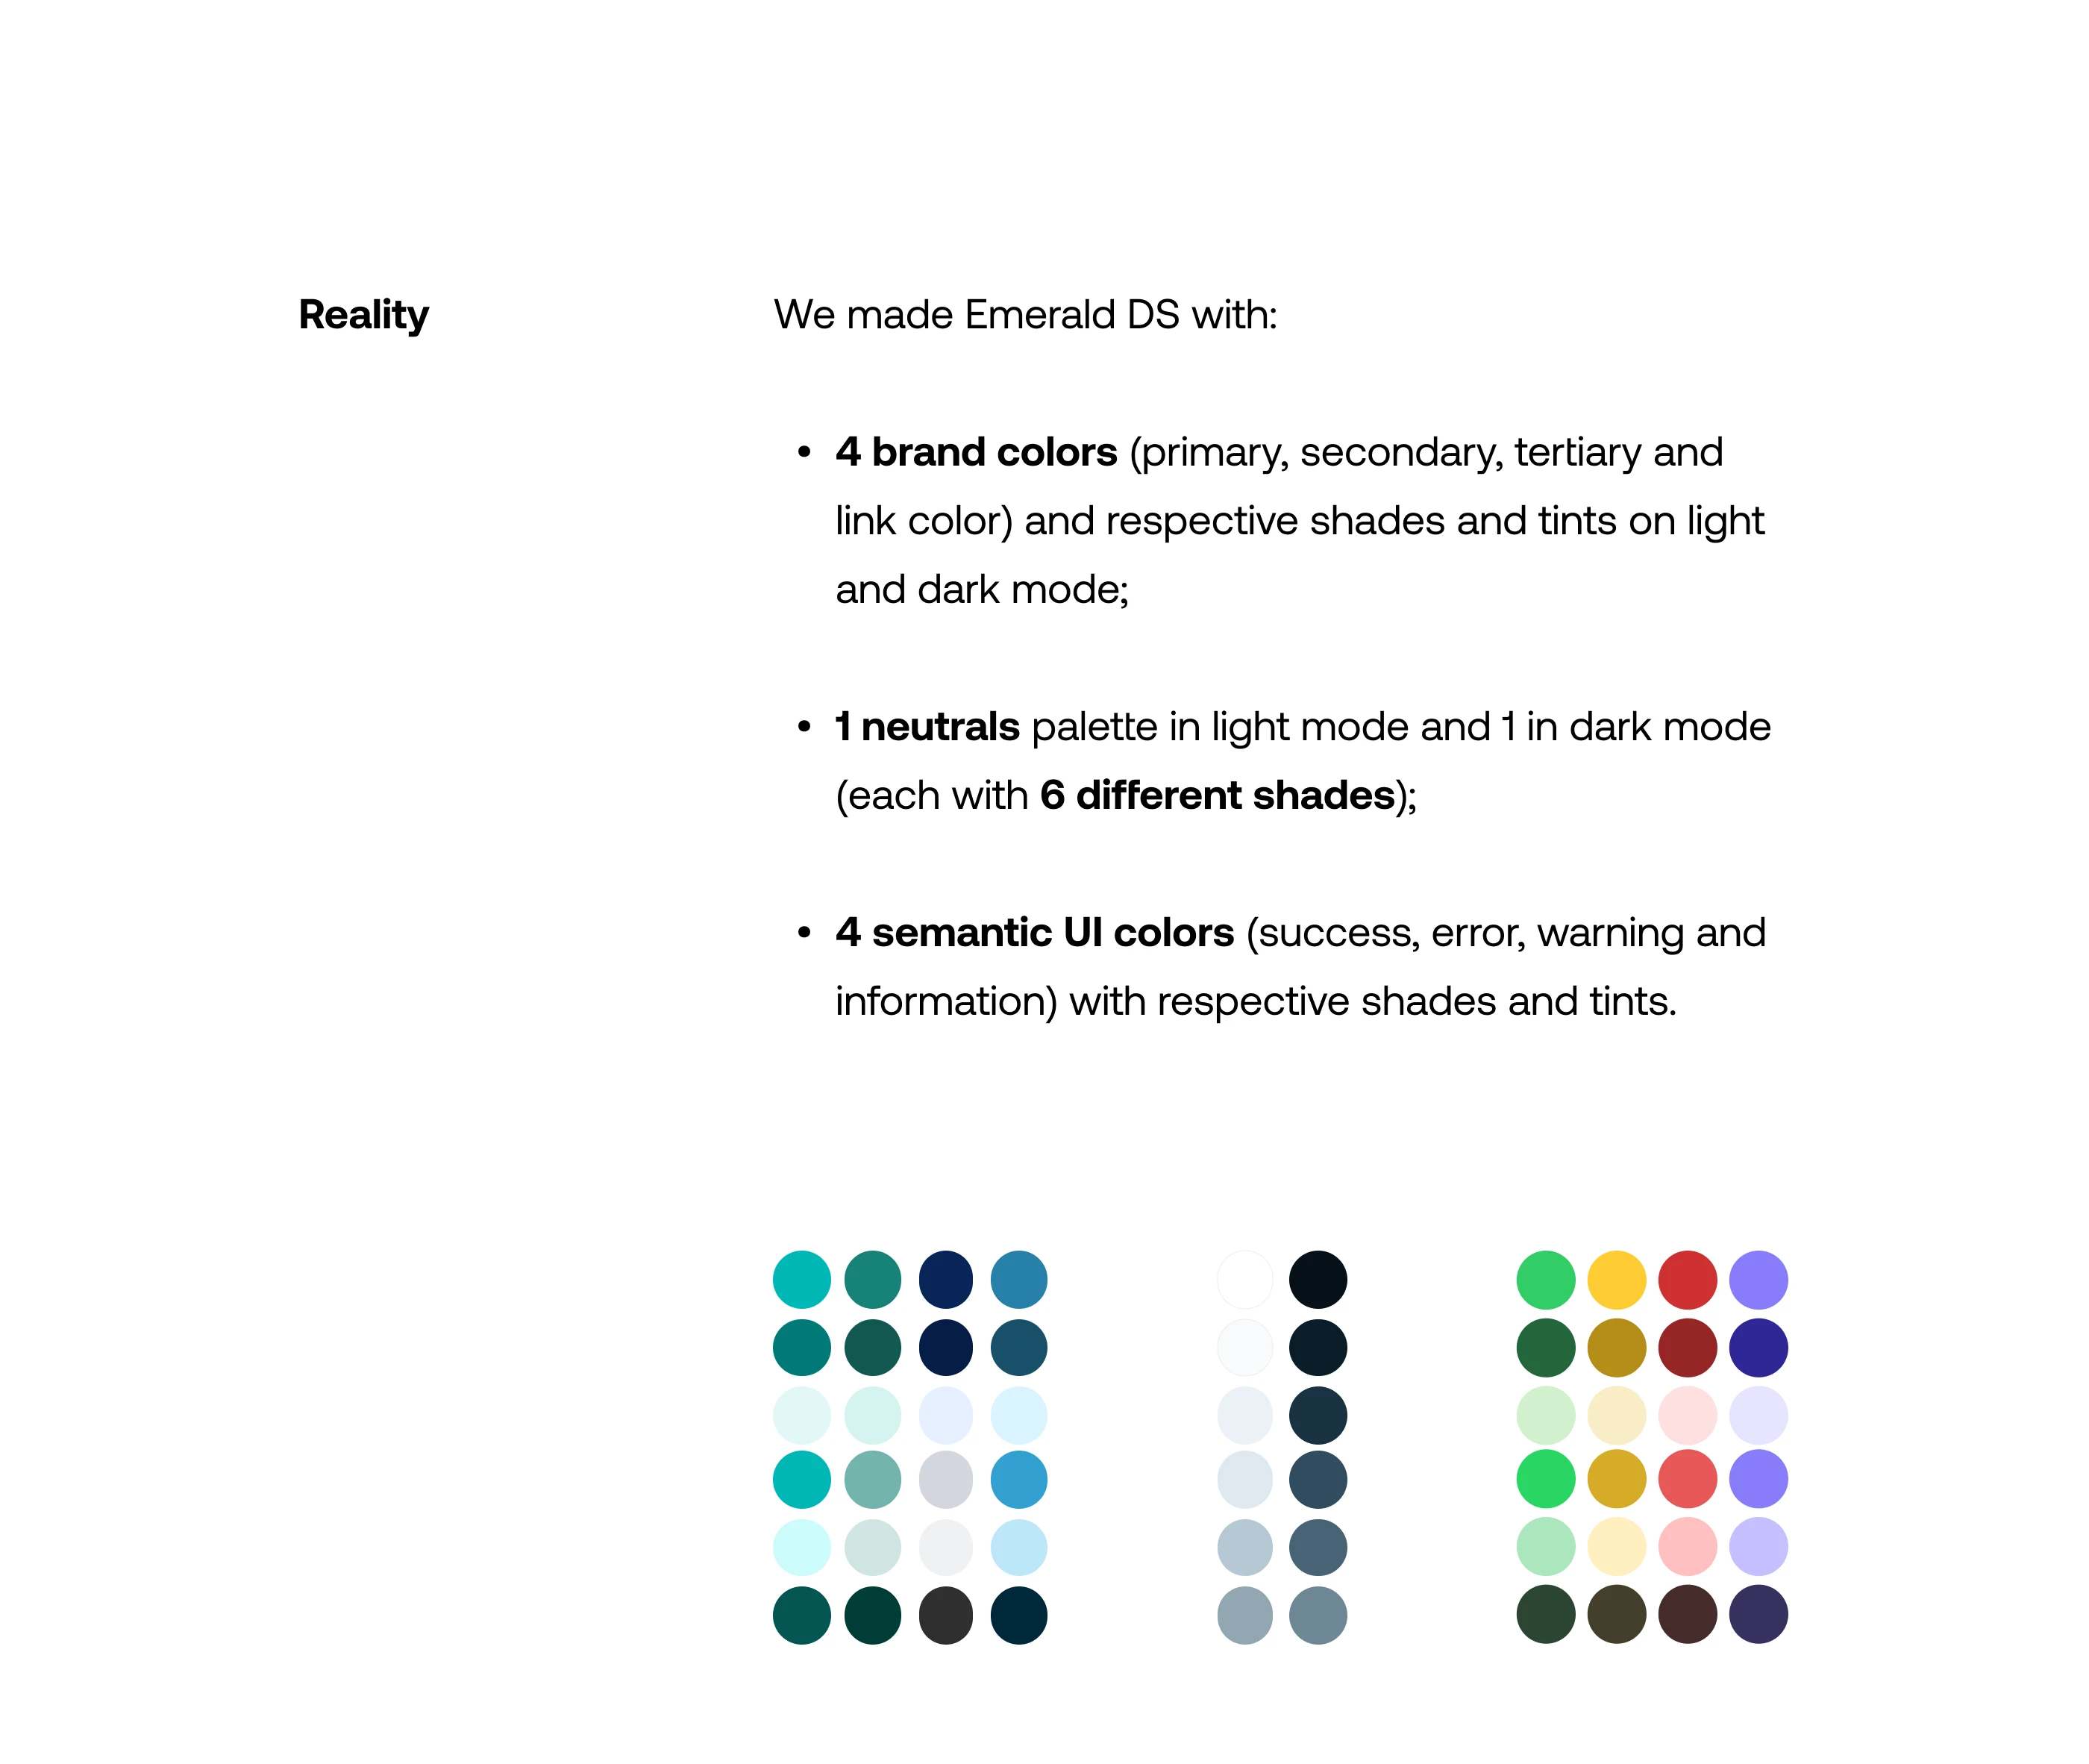 Reality
We made Emerald DS with:
• 4 brand colors (primary, secondary, tertiary and
link color) and respective shades and tints on light
and dark mode;
• 1 neutrals palette in light mode and 1 in dark mode
(each with 6 different shades);
• 4 semantic UI colors (success, error, warning and
information) with respective shades and tints.